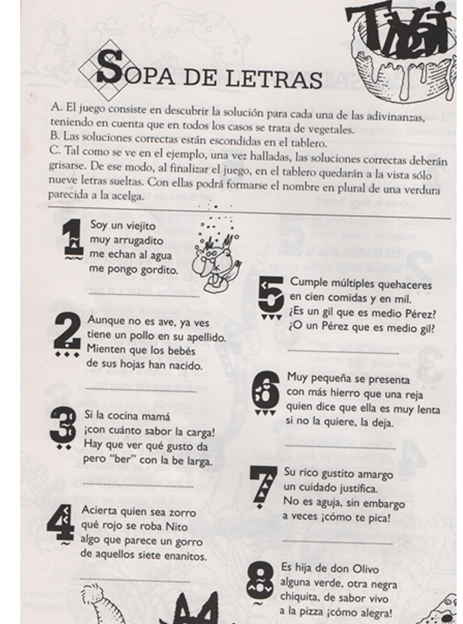 SOPA DE LETRAS
A. El juego consiste en descubrir la solución para cada una de las adivinanzas,
teniendo en cuenta que en todos los casos se trata de vegetales.
B. Las soluciones correctas están escondidas en el tablero.
C. Tal como se ve en el ejemplo, una vez halladas, las soluciones correctas deberán
grisarse. De ese modo, al finalizar el juego, en el tablero quedarán a la vista sólo
nueve letras sueltas. Con ellas podrá formarse el nombre en plural de una verdura
parecida a la acelga.
1
Soy un viejito
muy arrugadito
me echan al agua
me pongo gordito.
2
Aunque no es ave, ya ves
tiene un pollo en su apellido.
Mienten que los bebés
de sus hojas han nacido.
3
Si la cocina mamá
¡con cuánto sabor la carga!
Hay que ver qué gusto da
pero "ber" con la be larga.
4
Acierta quien sea zorro
qué rojo se roba Nito
algo que parece un gorro
de aquellos siete enanitos.
5
Cumple múltiples quehaceres
en cien comidas y en mil.
¿Es un gil que es medio Pérez?
¿O un Pérez que es medio gil?
6
Muy pequeña se presenta
con más hierro que una reja
quien dice que ella es muy lenta
si no la quiere, la deja.
7
Su rico gustito amargo
un cuidado justifica.
No es aguja, sin embargo
a veces ¡cómo te pica!
8
Es hija de don Olivo
alguna verde, otra negra
chiquita, de sabor vivo
a la pizza ¡cómo alegra!